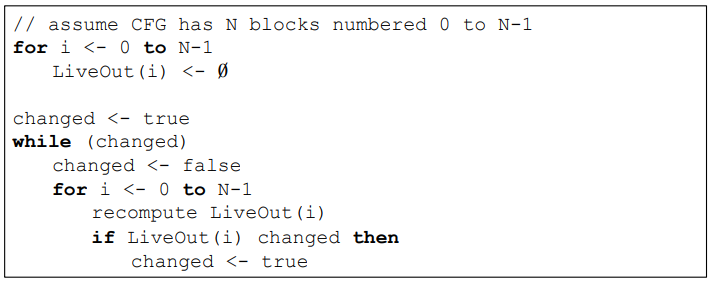 // assume CFG has N blocks numbered 0 to N-1
for i <- 0 to N-1
LiveOut(i) <- Ø
changed <- true
while (changed)
changed <- false
for i <- 0 to N-1
recompute LiveOut(i)
if LiveOut(i) changed then
changed <- true